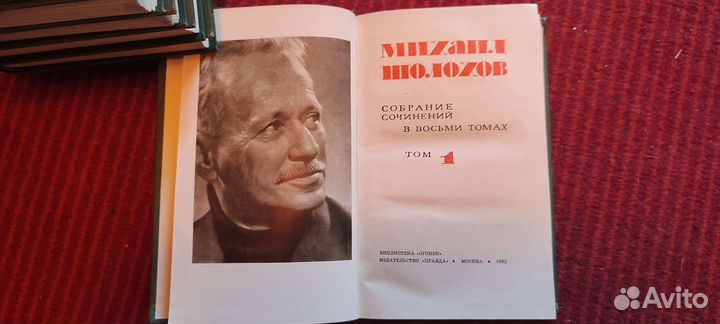 МИХАИЛ
ШОЛОХОВ
СОБРАНИЕ
СОЧИНЕНИЙ
В ВОСЬМИ ТОМАХ
ТОМ 1
БИБЛИОТЕКА «ОГОНЕК»
ИЗДАТЕЛЬСТВО «ПРАВДА» • МОСКВА • 1962
Avito